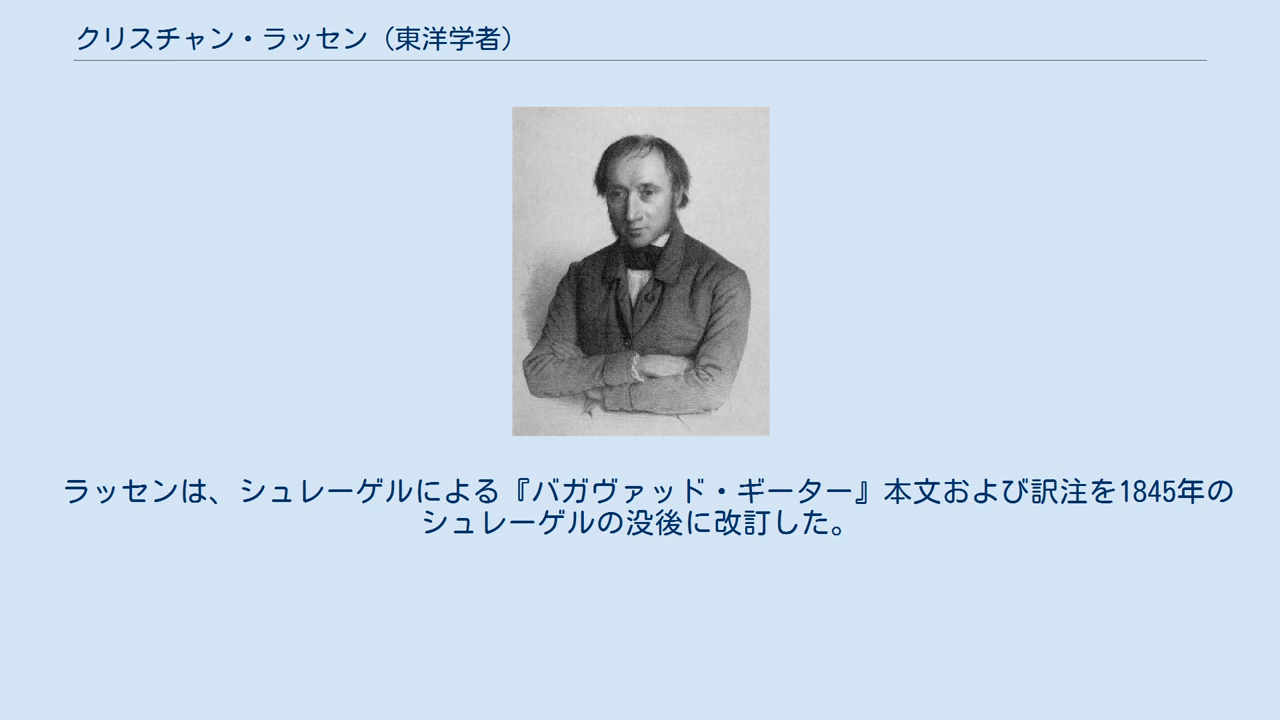 クリスチャン・ラッセン（東洋学者）
ラッセンは、シュレーゲルによる『バガヴァッド・ギーター』本文および訳注を1845年の
シュレーゲルの没後に改訂した。